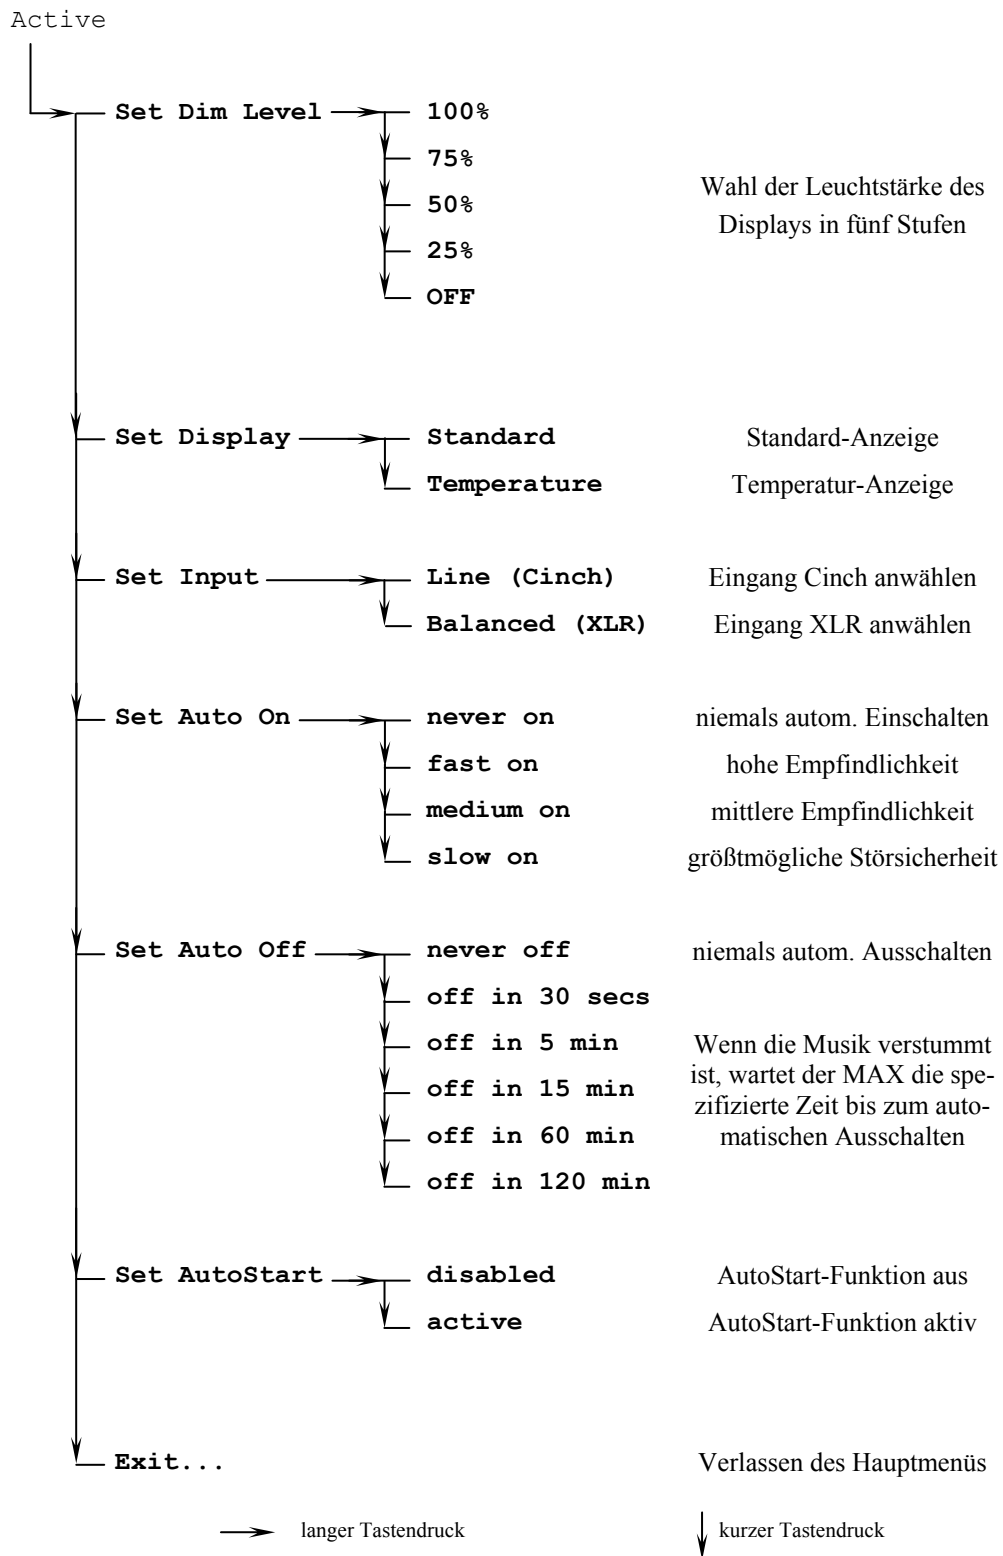 Active
Set Dim Level
100%
75%
50%
25%
OFF
Wahl der Leuchtstärke des
Displays in fünf Stufen
Set Display
Standard
Standard-Anzeige
Temperature
Temperatur-Anzeige
Set Input
Line (Cinch)
Eingang Cinch anwählen
Balanced (XLR)
Eingang XLR anwählen
Set Auto On
never on
niemals autom. Einschalten
fast on
hohe Empfindlichkeit
medium on
mittlere Empfindlichkeit
slow on
größtmögliche Störsicherheit
Set Auto Off
never off
niemals autom. Ausschalten
off in 30 secs
off in 5 min
off in 15 min
off in 60 min
off in 120 min
Wenn die Musik verstummt
ist, wartet der MAX die spe-
zifizierte Zeit bis zum auto-
matischen Ausschalten
Set AutoStart
disabled
AutoStart-Funktion aus
active
AutoStart-Funktion aktiv
Exit...
Verlassen des Hauptmenüs
langer Tastendruck
kurzer Tastendruck